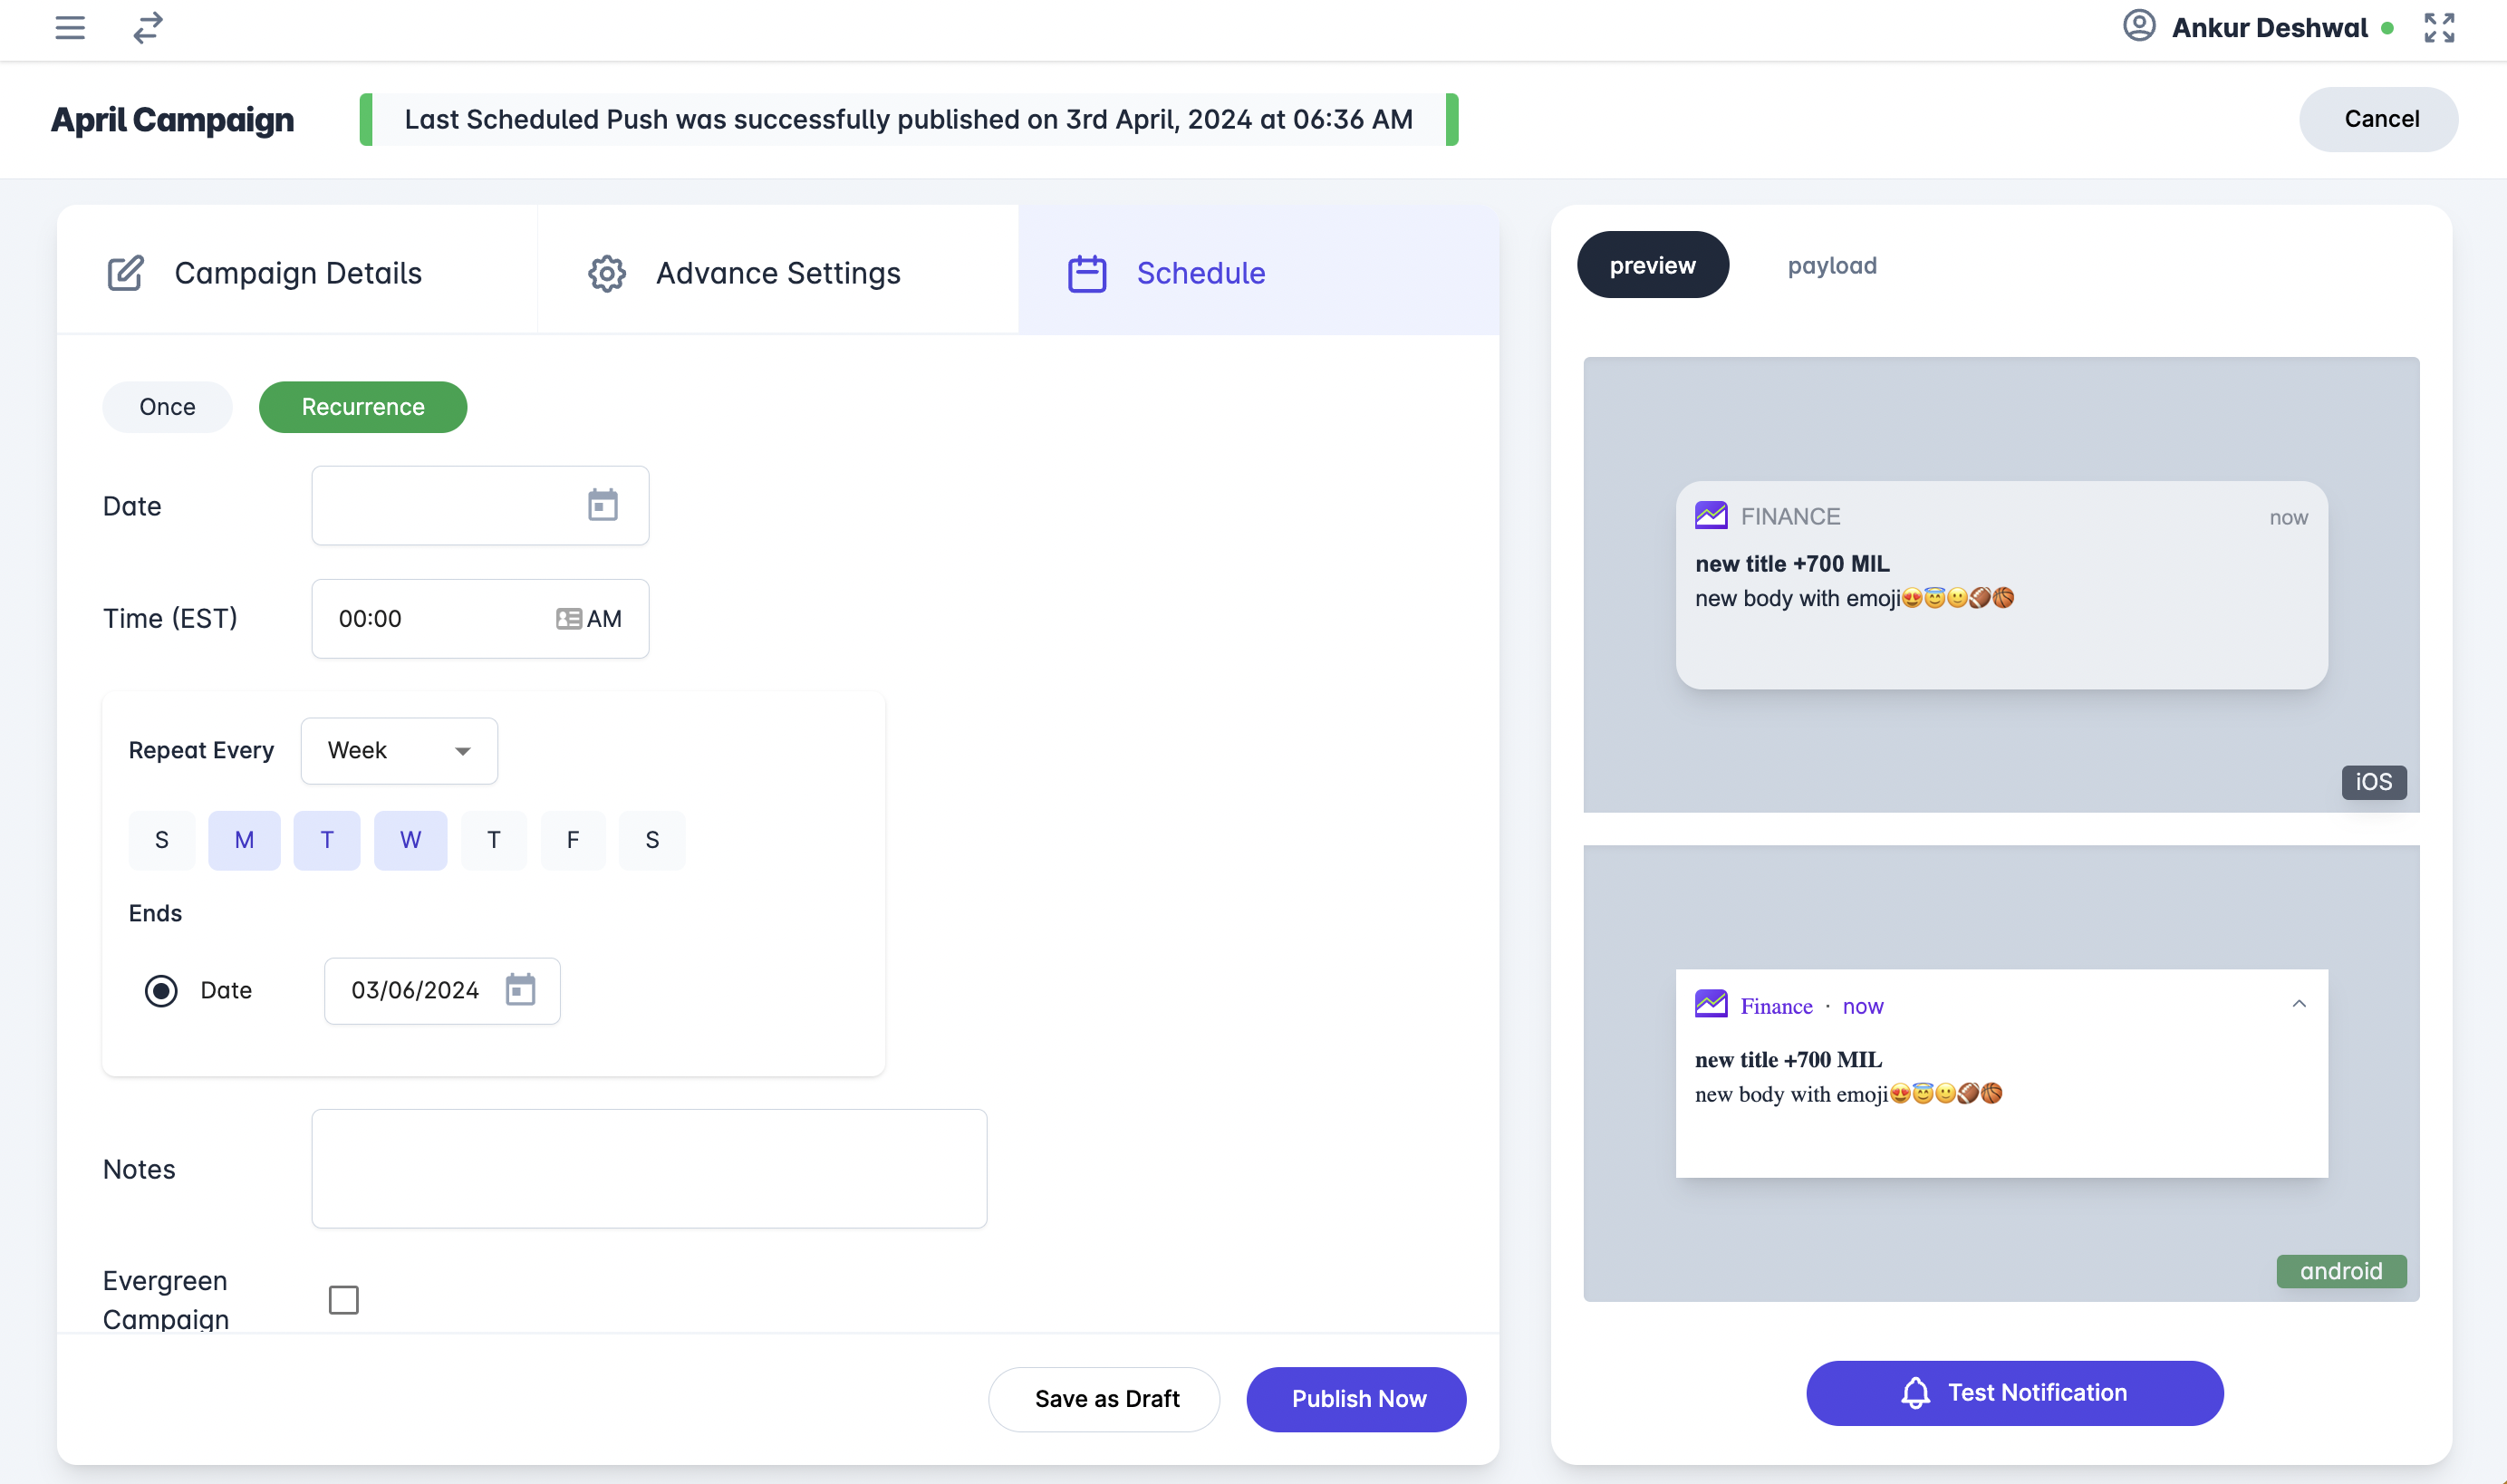 Ankur Deshwal
April Campaign
Last Scheduled Push was successfully published on 3rd April, 2024 at 06:36 AM
Cancel
Campaign Details
Advance Settings
Schedule
Once
Recurrence
Date
Time (EST)
00:00
AM
Repeat Every
Week
S M T W T F S
Ends
Date
03/06/2024
Notes
Evergreen
Campaign
Save as Draft
Publish Now
preview
payload
FINANCE
now
new title +700 MIL
new body with emoji😍😇🙂🏈🏀
iOS
Finance · now
new title +700 MIL
new body with emoji😍😇🙂🏈🏀
android
Test Notification